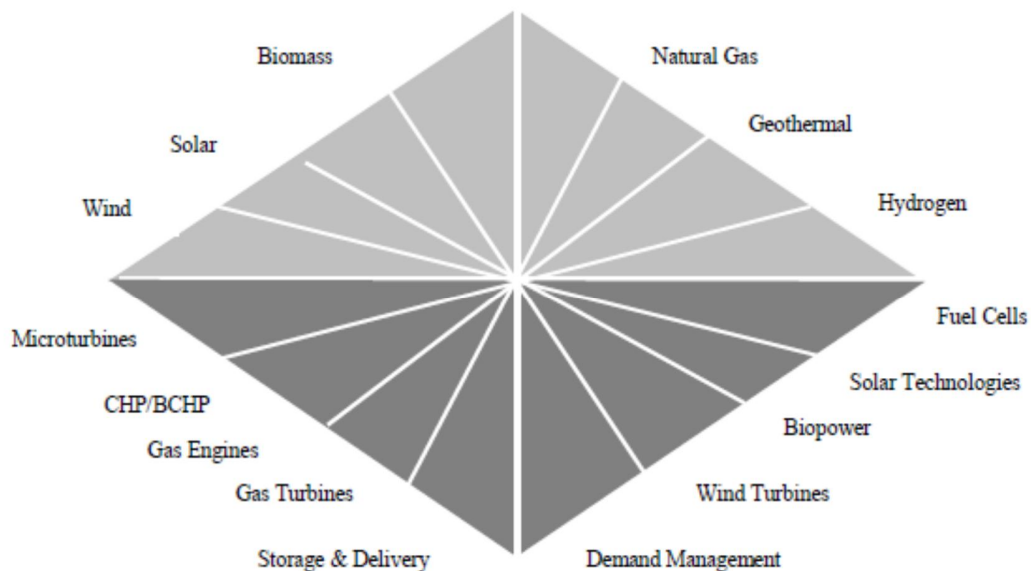 Biomass
Natural Gas
Geothermal
Solar
Hydrogen
Wind
Fuel Cells
Microturbines
Solar Technologies
CHP/BCHP
Biopower
Gas Engines
Gas Turbines
Wind Turbines
Storage & Delivery
Demand Management